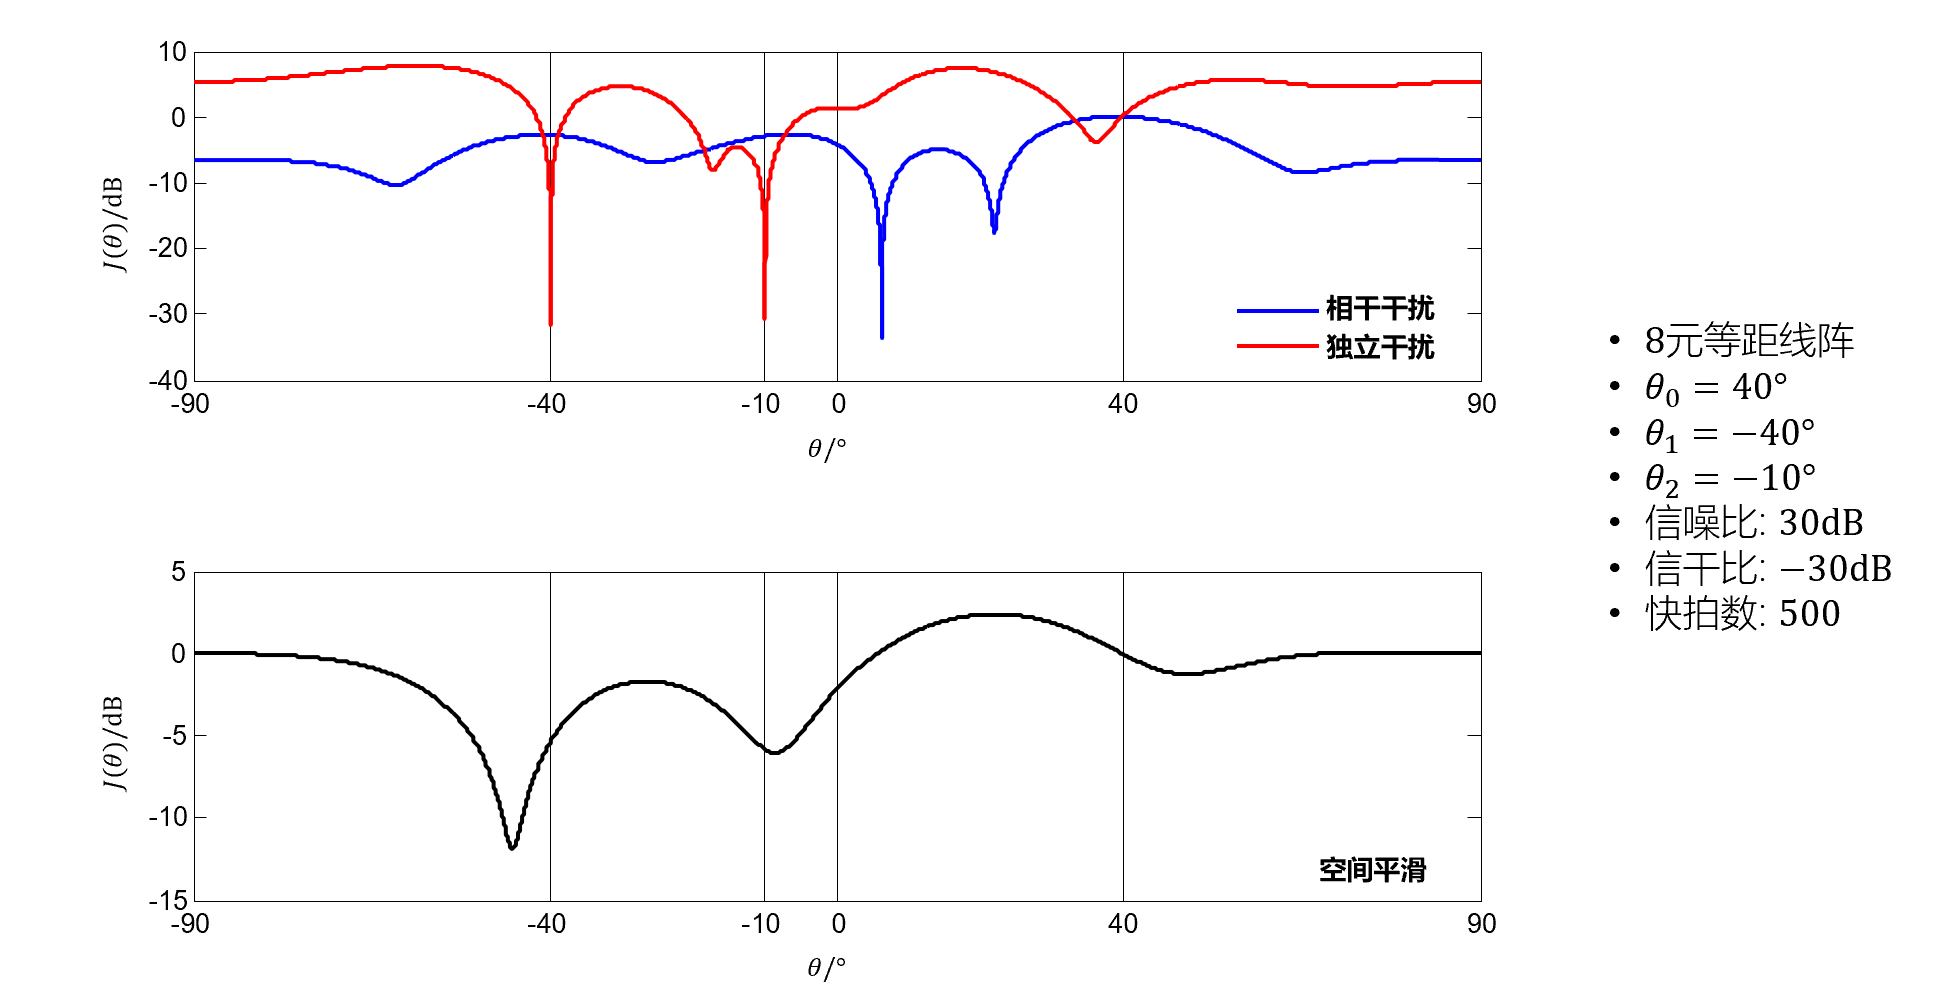 10
0
-10
-20
-30
-40
J(θ)/dB
相干干扰
独立干扰
-90
-40
-10
0
40
90
θ/°
5
0
-5
-10
-15
J(θ)/dB
空间平滑
-90
-40
-10
0
40
90
θ/°
• 8元等距线阵
• θ₀ = 40°
• θ₁ = −40°
• θ₂ = −10°
• 信噪比: 30dB
• 信干比: −30dB
• 快拍数: 500